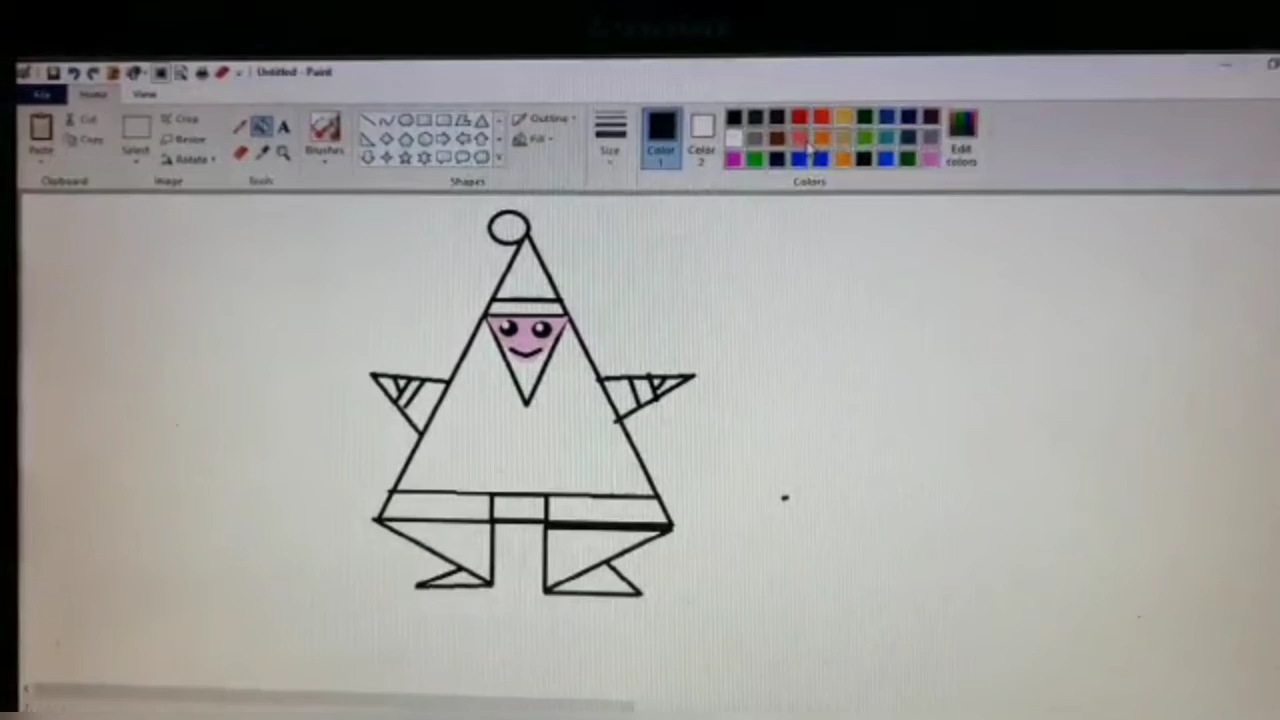 Untitled - Paint
File Home View
Cut
Copy
Paste
Clipboard
Crop
Resize
Rotate
Select
Image
A
Tools
Brushes
Outline
Fill
Shapes
Size
Color 1
Color 2
Edit colors
Colors